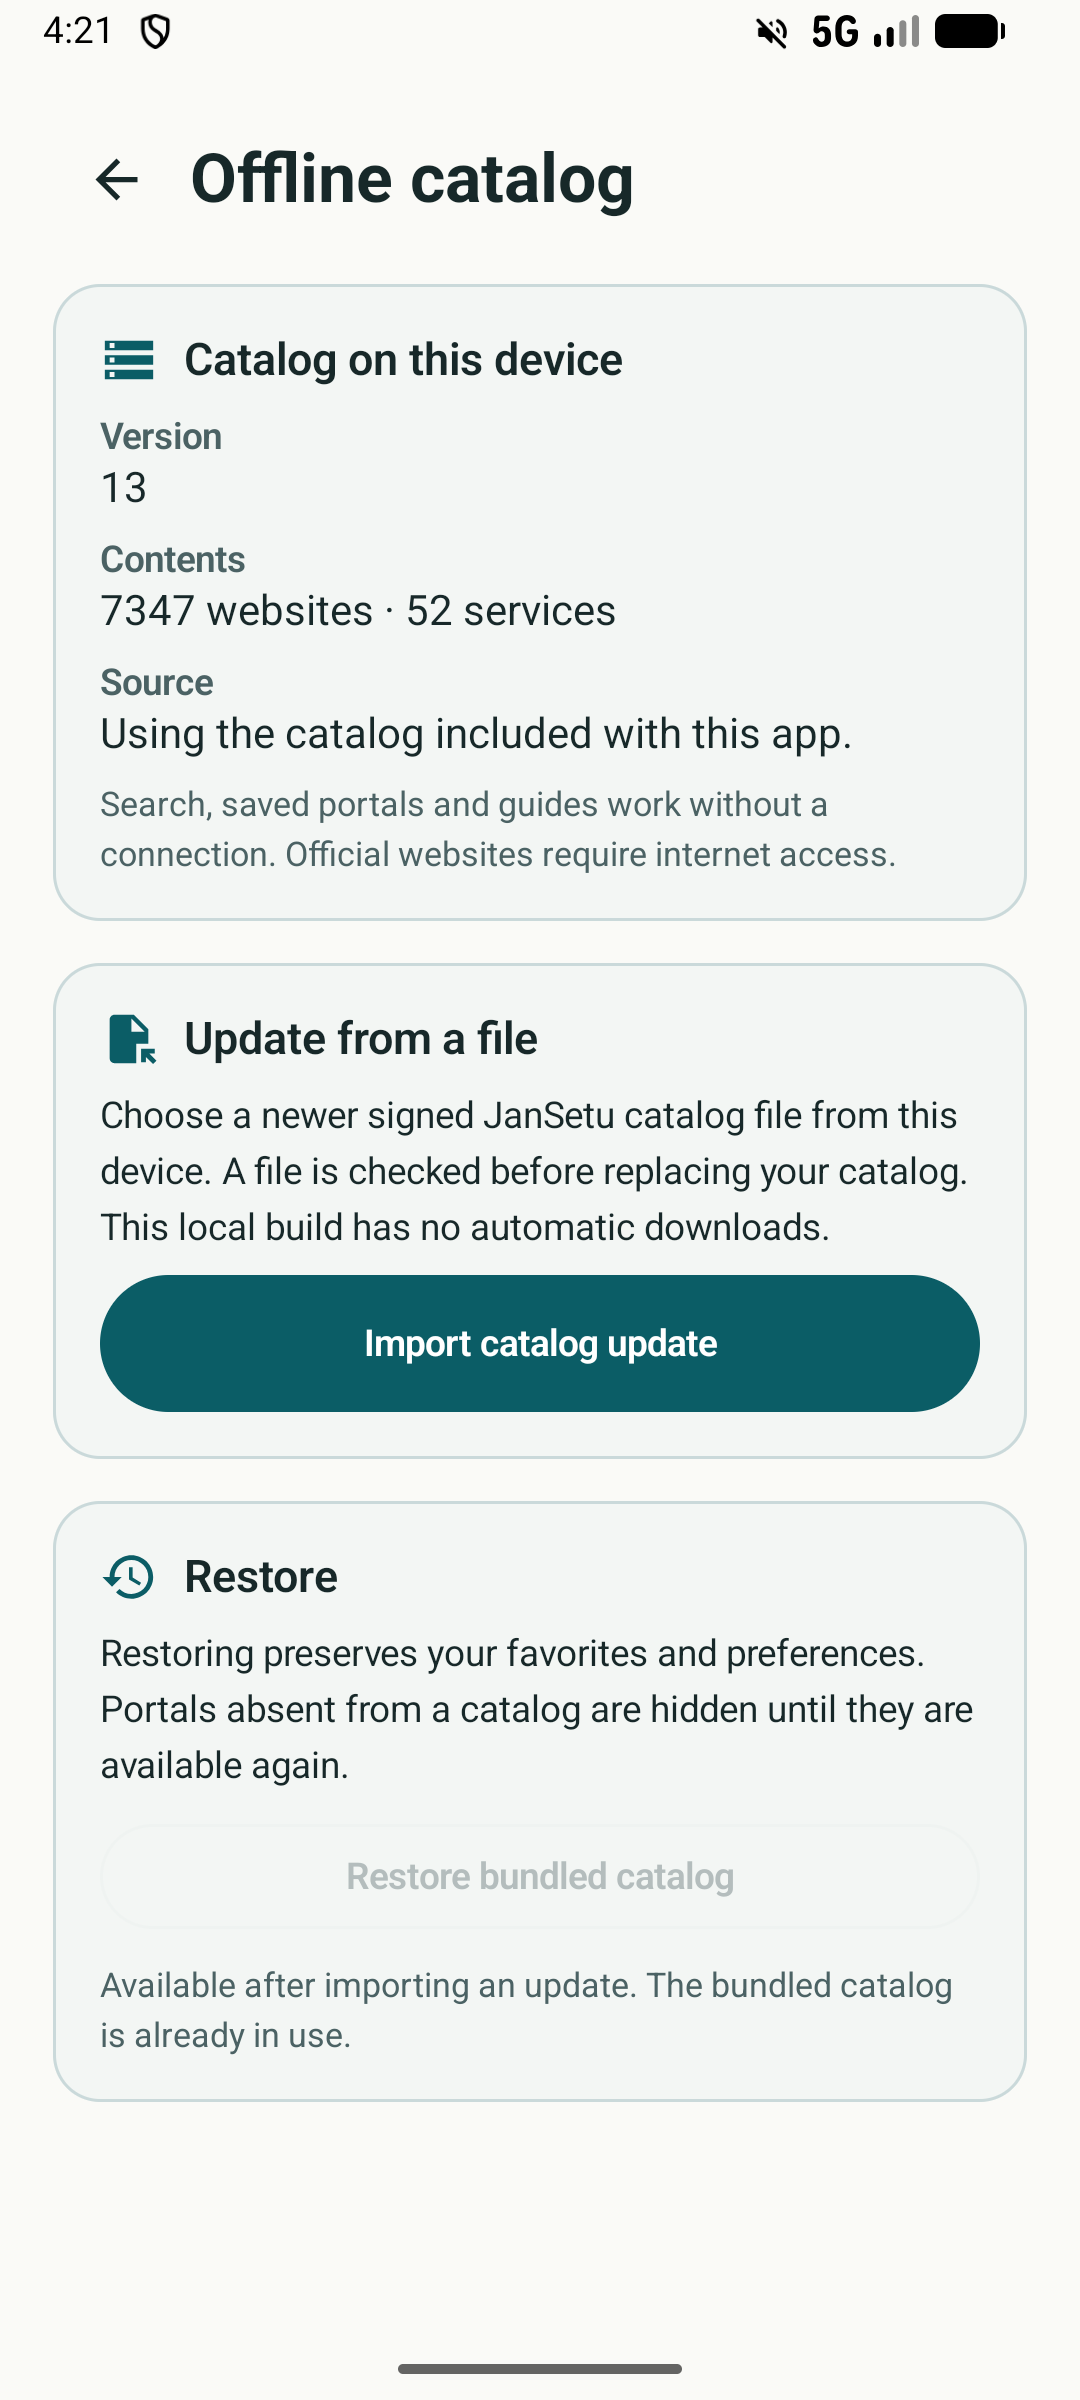 4:21
5G
Offline catalog
Catalog on this device
Version
13
Contents
7347 websites · 52 services
Source
Using the catalog included with this app.
Search, saved portals and guides work without a
connection. Official websites require internet access.
Update from a file
Choose a newer signed JanSetu catalog file from this
device. A file is checked before replacing your catalog.
This local build has no automatic downloads.
Import catalog update
Restore
Restoring preserves your favorites and preferences.
Portals absent from a catalog are hidden until they are
available again.
Restore bundled catalog
Available after importing an update. The bundled catalog
is already in use.